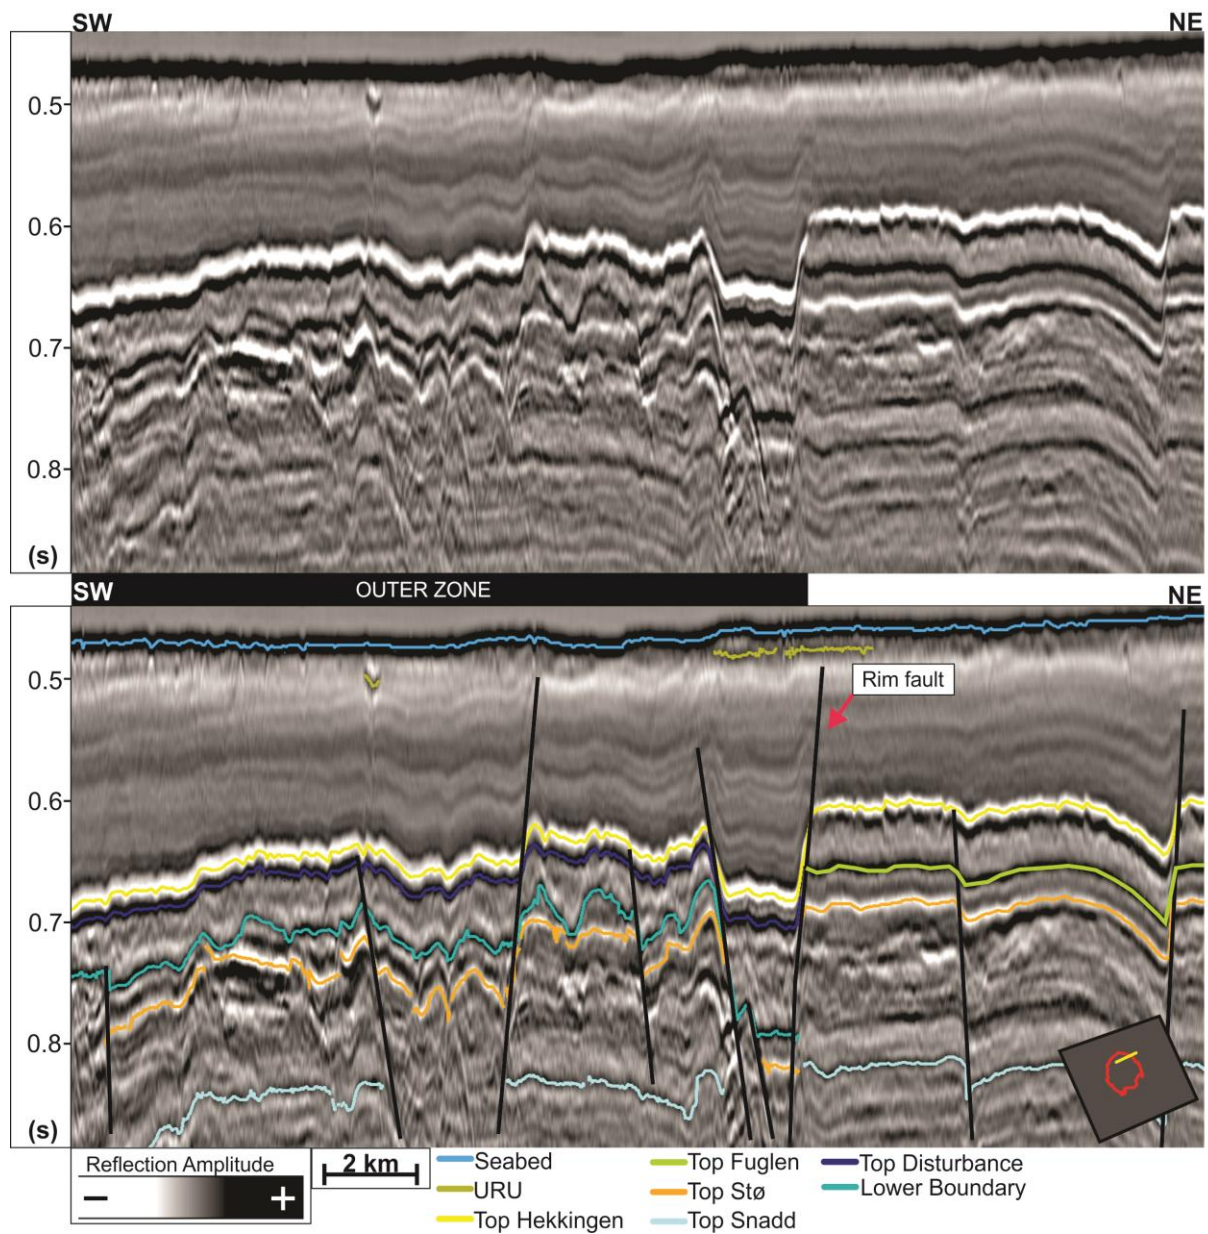 SW NE
0.5
0.6
0.7
0.8
(s)
SW OUTER ZONE NE
0.5
Rim fault
0.6
0.7
0.8
(s)
Reflection Amplitude
− +
2 km
Seabed
URU
Top Hekkingen
Top Fuglen
Top Stø
Top Snadd
Top Disturbance
Lower Boundary